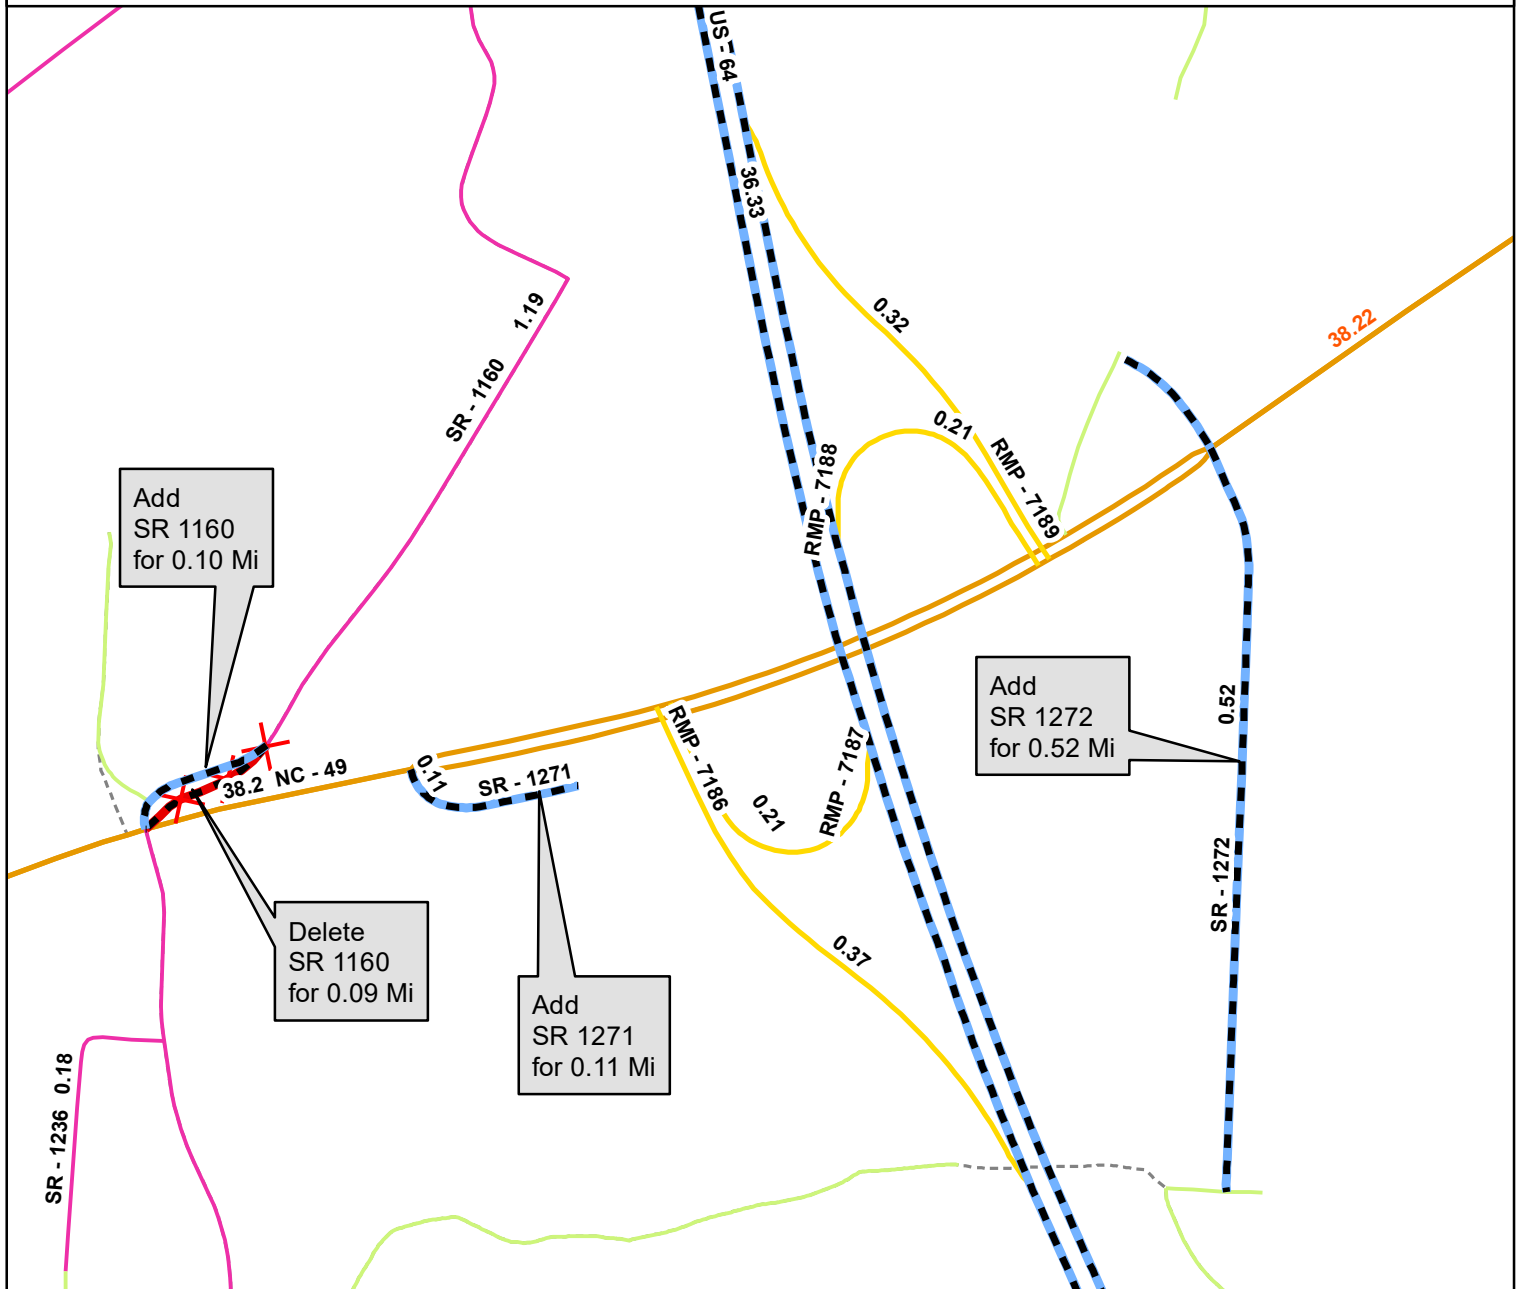 US - 64
36.33
0.32
38.22
1.19
SR - 1160
0.21
RMP - 7189
RMP - 7188
Add
SR 1160
for 0.10 Mi
Add
SR 1272
for 0.52 Mi
0.52
SR - 1272
38.2 NC - 49
0.11
SR - 1271
RMP - 7186
0.21
RMP - 7187
0.37
Delete
SR 1160
for 0.09 Mi
Add
SR 1271
for 0.11 Mi
SR - 1236 0.18